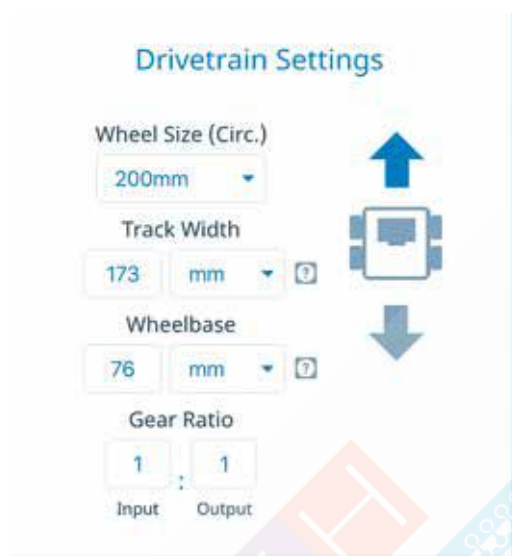 Drivetrain Settings
Wheel Size (Circ.)
200mm
Track Width
173 mm ?
Wheelbase
76 mm ?
Gear Ratio
1 : 1
Input Output